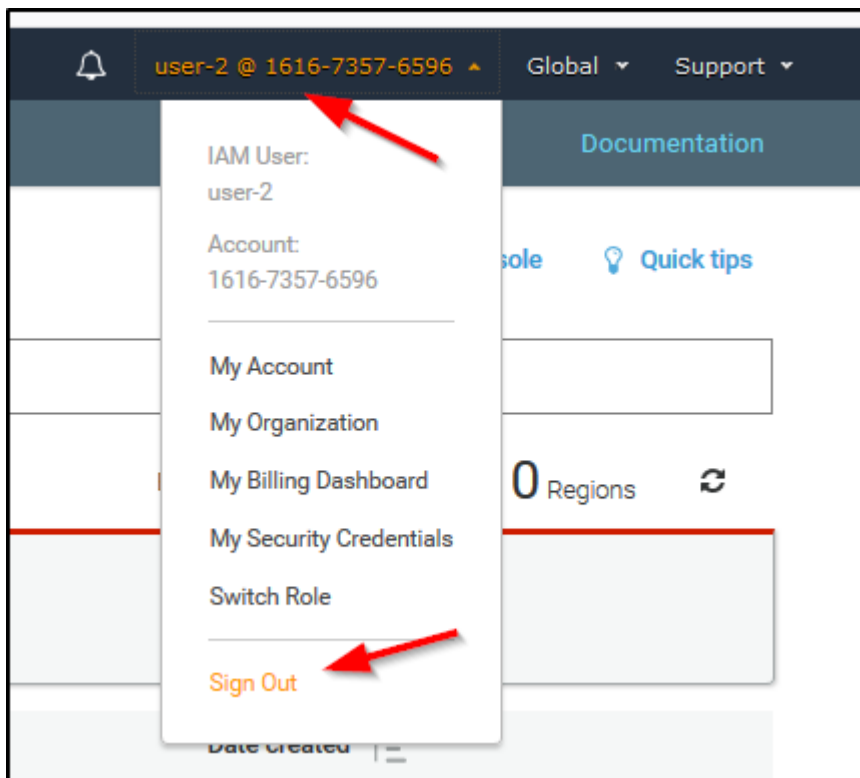 user-2 @ 1616-7357-6596 Global Support
Documentation
IAM User:
user-2
Account:
1616-7357-6596
sole Quick tips
My Account
My Organization
My Billing Dashboard
0 Regions
My Security Credentials
Switch Role
Sign Out
Date created